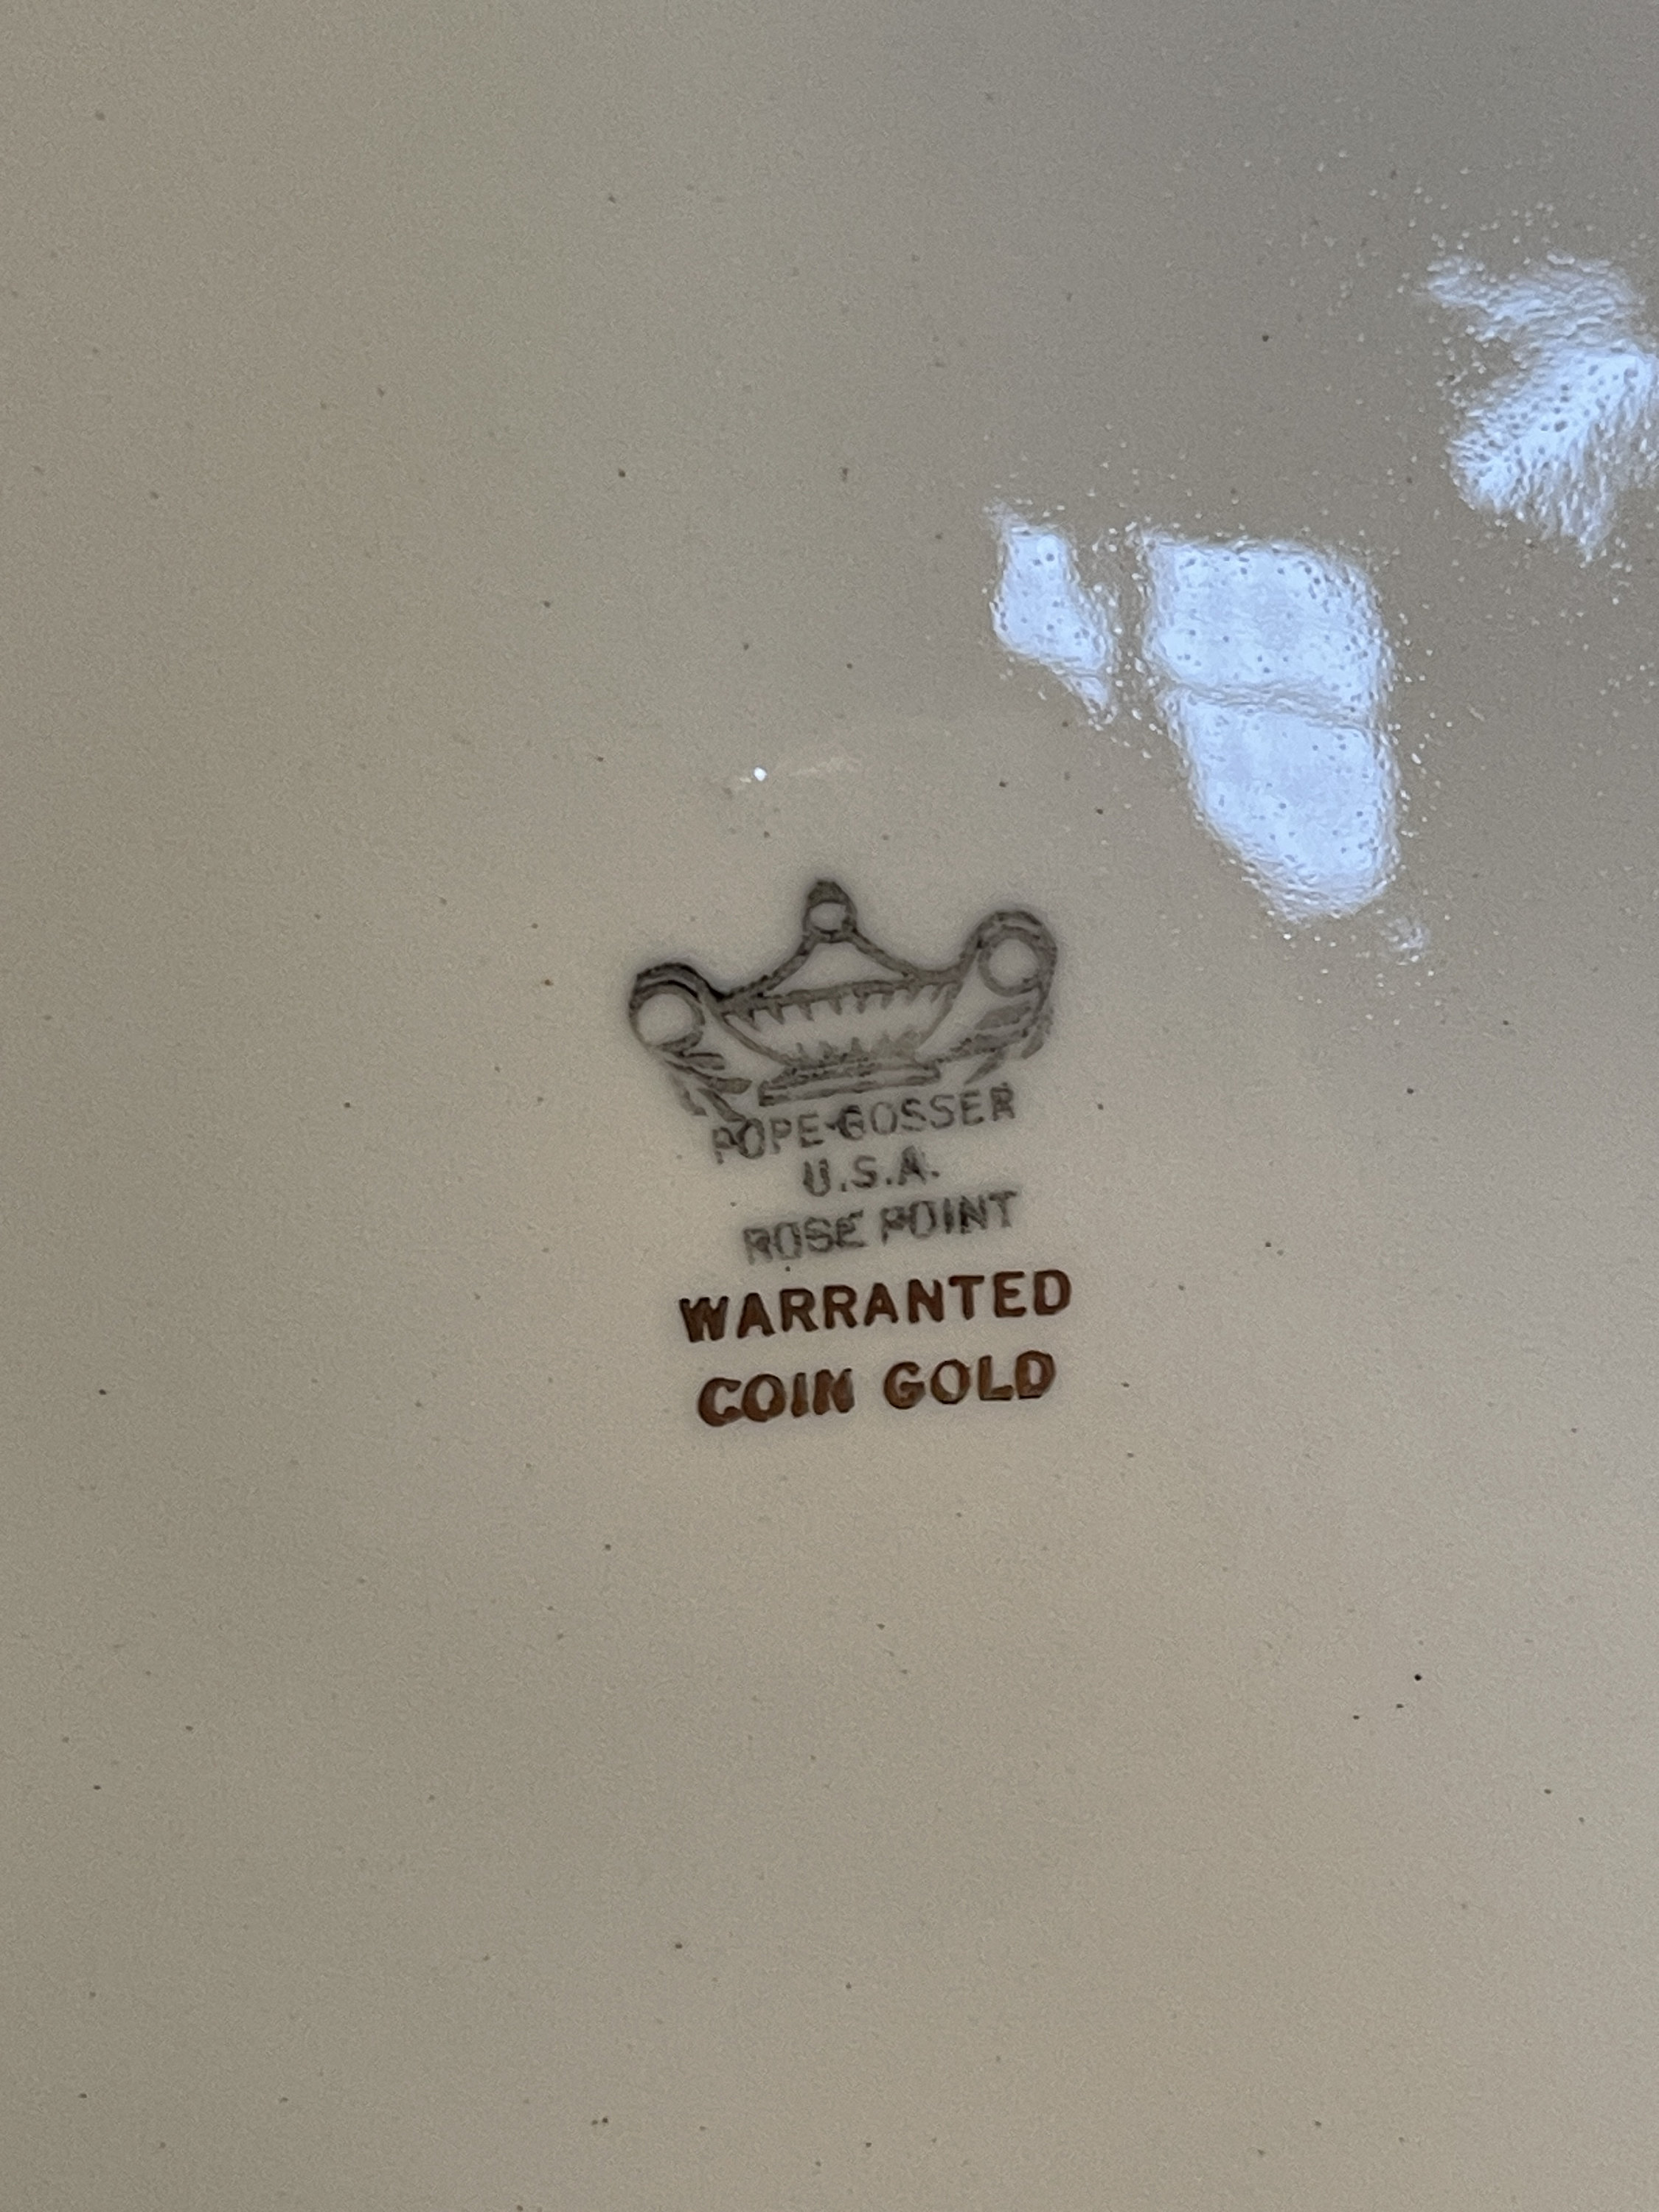 POPE-GOSSER
U.S.A.
ROSE POINT
WARRANTED
COIN GOLD